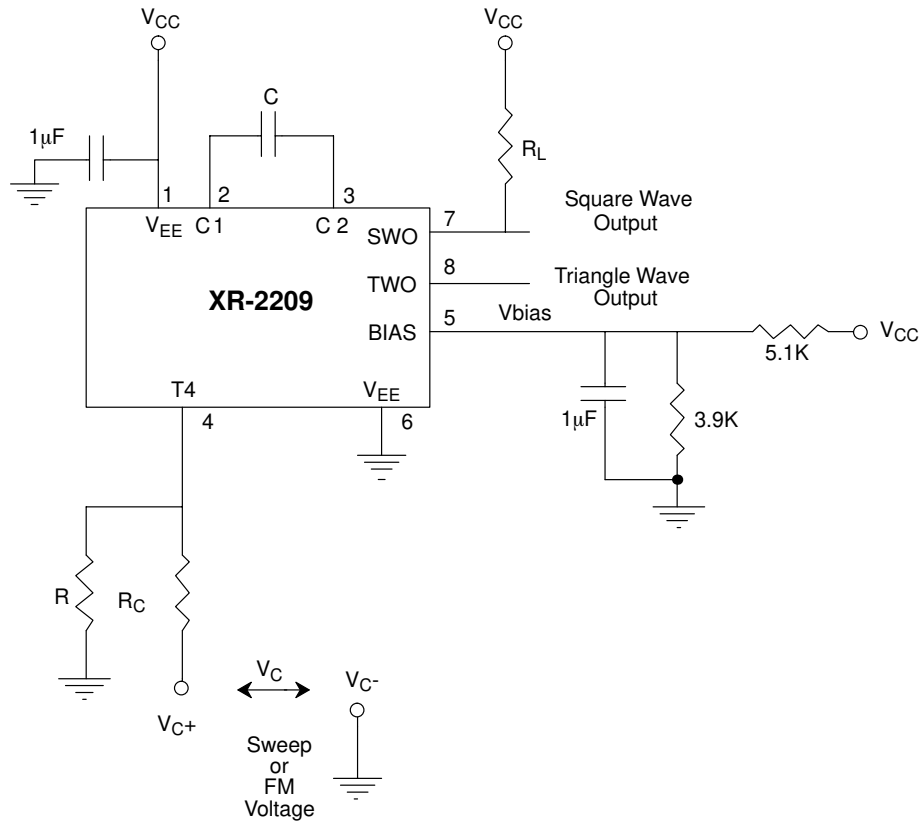 VCC
VCC
C
1μF
RL
1
2
3
VEE
C1
C2
SWO
7
Square Wave
Output
TWO
8
Triangle Wave
Output
XR-2209
BIAS
5
Vbias
VCC
5.1K
T4
VEE
4
6
1μF
3.9K
R
RC
VC
VC-
VC+
Sweep
or
FM
Voltage